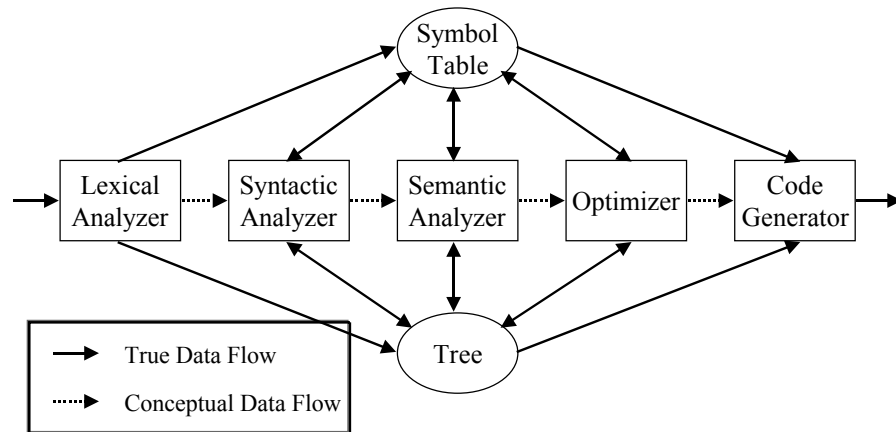 Symbol
Table
Lexical
Analyzer
Syntactic
Analyzer
Semantic
Analyzer
Optimizer
Code
Generator
Tree
True Data Flow
Conceptual Data Flow